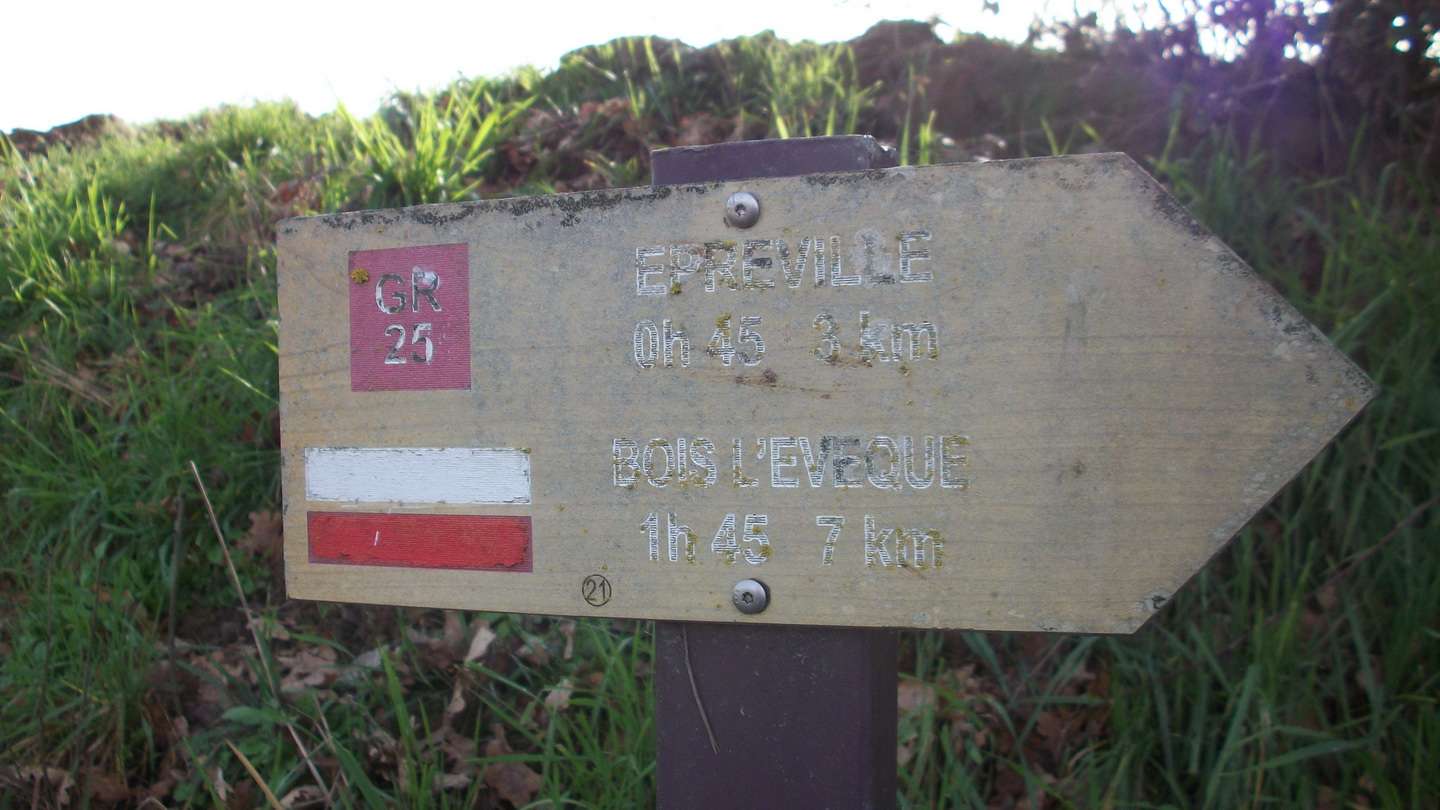 GR
25
EPREVILLE
0h 45 3 km
BOIS L'EVEQUE
1h 45 7 km
21